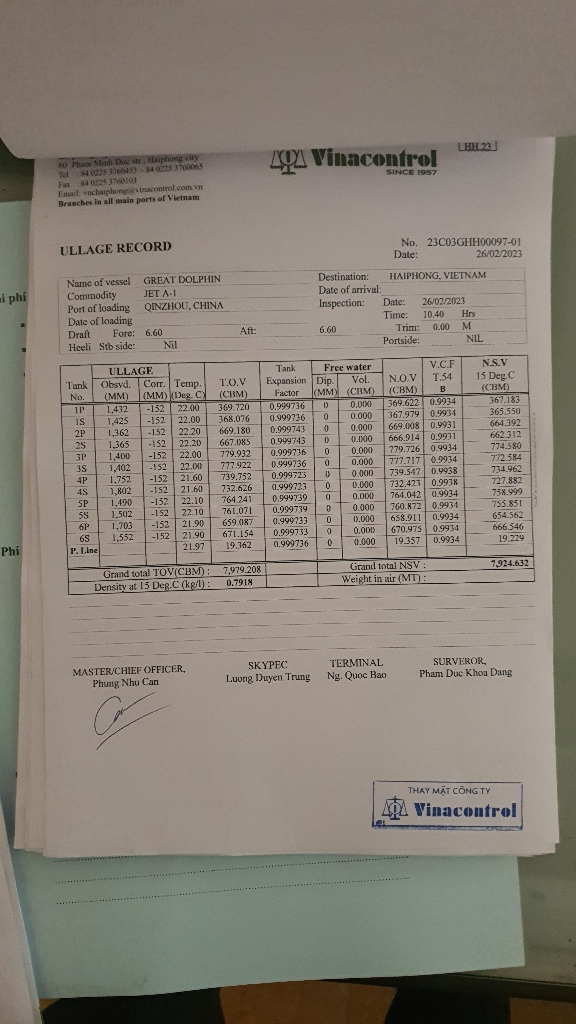 80 Pham Minh Duc str., Haiphong city
Tel 84 0225 3760453 - 84 0225 3760065
Fax 84 0225 3760103
Email: vnchaiphong@vinacontrol.com.vn
Branches in all main ports of Vietnam
Vinacontrol
SINCE 1957
HH.23
ULLAGE RECORD
No. 23C03GHH00097-01
Date: 26/02/2023
Name of vessel GREAT DOLPHIN Destination: HAIPHONG, VIETNAM
Commodity JET A-1 Date of arrival:
Port of loading QINZHOU, CHINA Inspection: Date: 26/02/2023
Date of loading Time: 10.40 Hrs
Draft Fore: 6.60 Aft: 6.60 Trim: 0.00 M
Heeli Stb side: Nil Portside: NIL
ULLAGE Tank Free water V.C.F N.S.V
Tank Obsvd. Corr. Temp. T.O.V Expansion Dip. Vol. N.O.V T.54 15 Deg.C
No. (MM) (MM) (Deg. C) (CBM) Factor (MM) (CBM) (CBM) B (CBM)
1P 1,432 -152 22.00 369.720 0.999736 0 0.000 369.622 0.9934 367.183
1S 1,425 -152 22.00 368.076 0.999736 0 0.000 367.979 0.9934 365.550
2P 1,362 -152 22.20 669.180 0.999743 0 0.000 669.008 0.9931 664.392
2S 1,365 -152 22.20 667.085 0.999743 0 0.000 666.914 0.9931 662.312
3P 1,400 -152 22.00 779.932 0.999736 0 0.000 779.726 0.9934 774.580
3S 1,402 -152 22.00 777.922 0.999736 0 0.000 777.717 0.9934 772.584
4P 1,752 -152 21.60 739.752 0.999723 0 0.000 739.547 0.9938 734.962
4S 1,802 -152 21.60 732.626 0.999723 0 0.000 732.423 0.9938 727.882
5P 1,490 -152 22.10 764.241 0.999739 0 0.000 764.042 0.9934 758.999
5S 1,502 -152 22.10 761.071 0.999739 0 0.000 760.872 0.9934 755.851
6P 1,703 -152 21.90 659.087 0.999733 0 0.000 658.911 0.9934 654.562
6S 1,552 -152 21.90 671.154 0.999733 0 0.000 670.975 0.9934 666.546
P. Line 21.97 19.362 0.999736 0 0.000 19.357 0.9934 19.229
Grand total TOV(CBM) : 7,979.208 Grand total NSV : 7,924.632
Density at 15 Deg.C (kg/l) : 0.7918 Weight in air (MT) :
MASTER/CHIEF OFFICER, SKYPEC TERMINAL SURVEROR,
Phung Nhu Can Luong Duyen Trung Ng. Quoc Bao Pham Duc Khoa Dang
THAY MẶT CÔNG TY
Vinacontrol
Phí